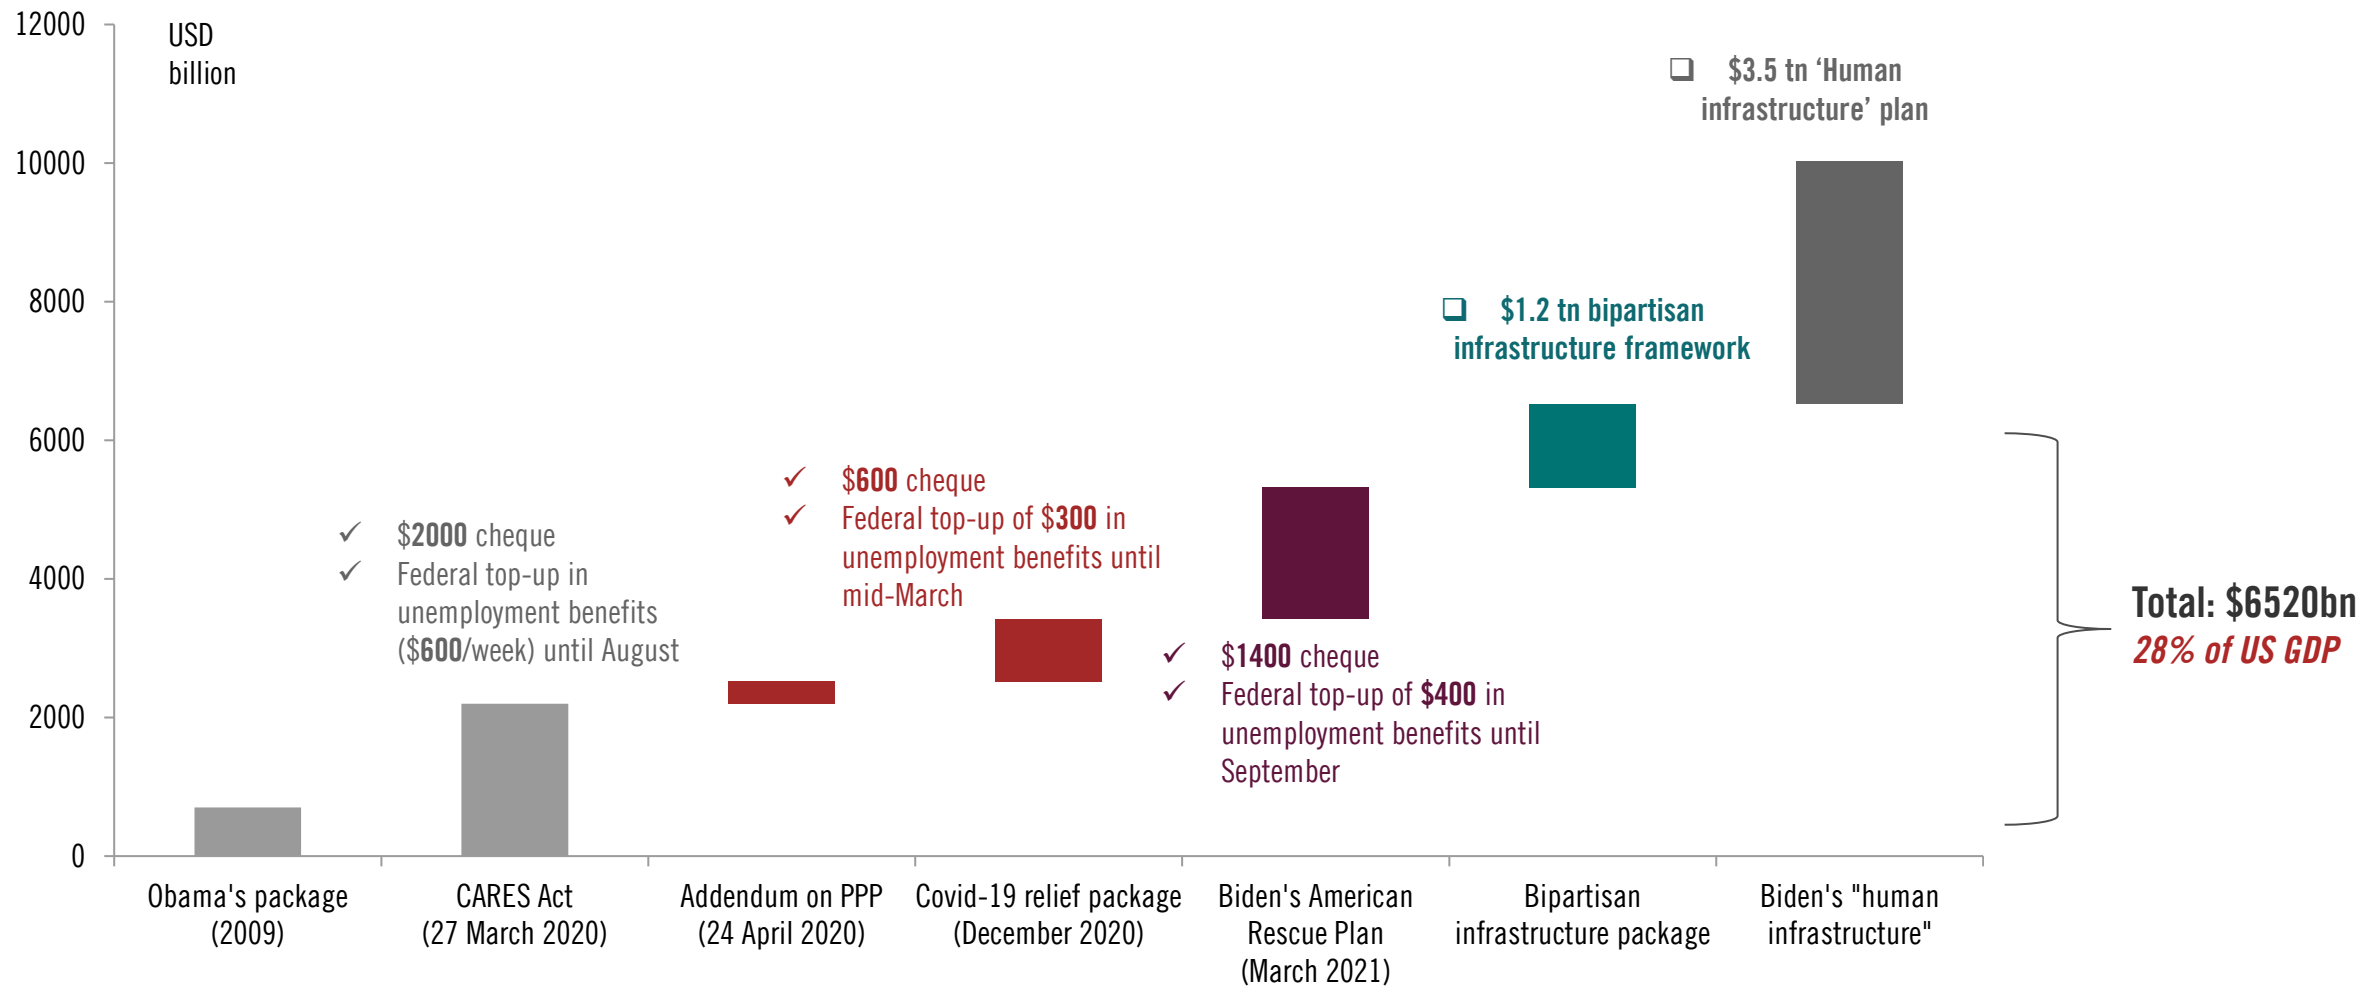 12000
10000
8000
6000
4000
2000
0
USD
billion
$2000 cheque
Federal top-up in
unemployment benefits
($600/week) until August
$600 cheque
Federal top-up of $300 in
unemployment benefits until
mid-March
$1400 cheque
Federal top-up of $400 in
unemployment benefits until
September
$1.2 tn bipartisan
infrastructure framework
$3.5 tn ‘Human
infrastructure’ plan
Total: $6520bn
28% of US GDP
Obama's package
(2009)
CARES Act
(27 March 2020)
Addendum on PPP
(24 April 2020)
Covid-19 relief package
(December 2020)
Biden's American
Rescue Plan
(March 2021)
Bipartisan
infrastructure package
Biden's "human
infrastructure"